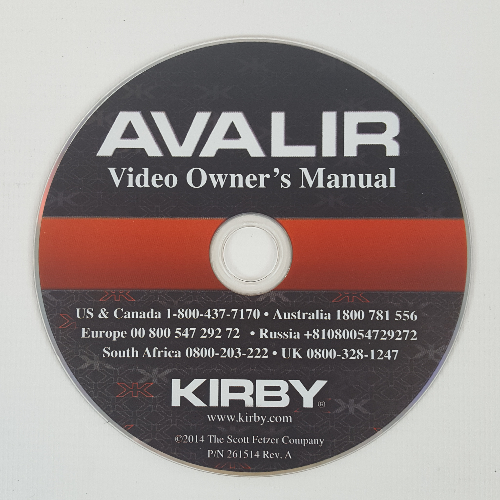 AVALIR
Video Owner's Manual
US & Canada 1-800-437-7170 • Australia 1800 781 556
Europe 00 800 547 292 72 • Russia +81080054729272
South Africa 0800-203-222 • UK 0800-328-1247
KIRBY®
www.kirby.com
©2014 The Scott Fetzer Company
P/N 261514 Rev. A